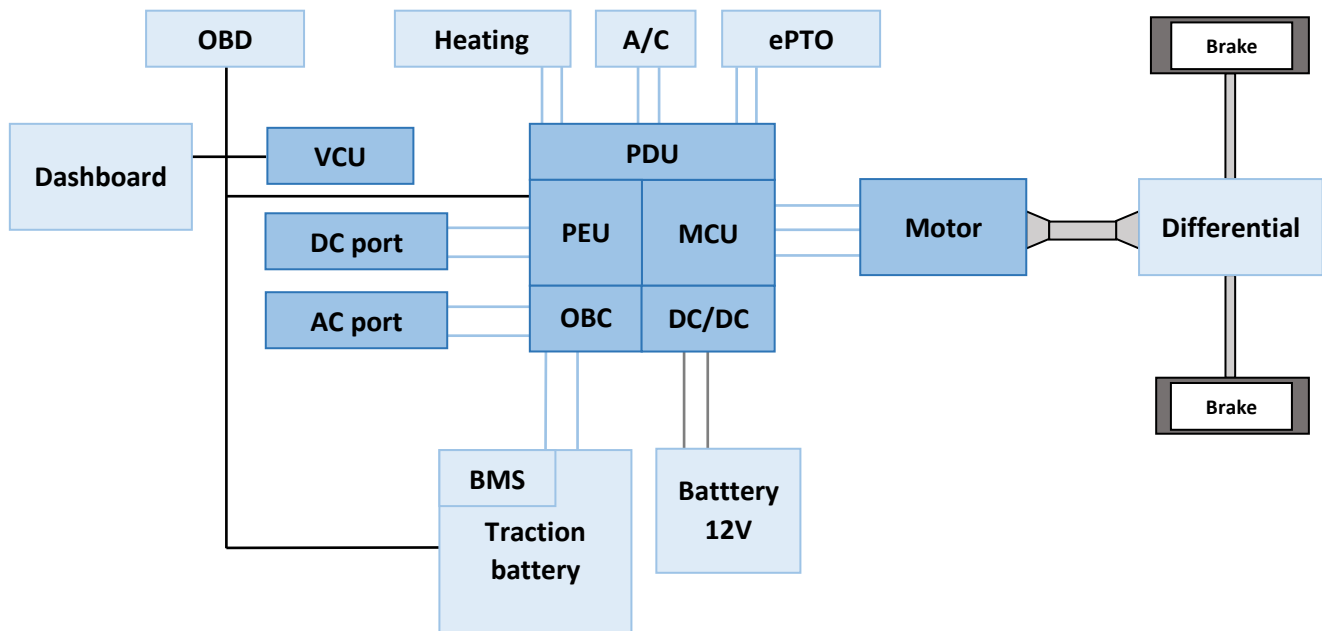 OBD
Heating
A/C
ePTO
Brake
Dashboard
VCU
PDU
DC port
PEU
MCU
Motor
Differential
AC port
OBC
DC/DC
Brake
BMS
Traction
battery
Batttery
12V